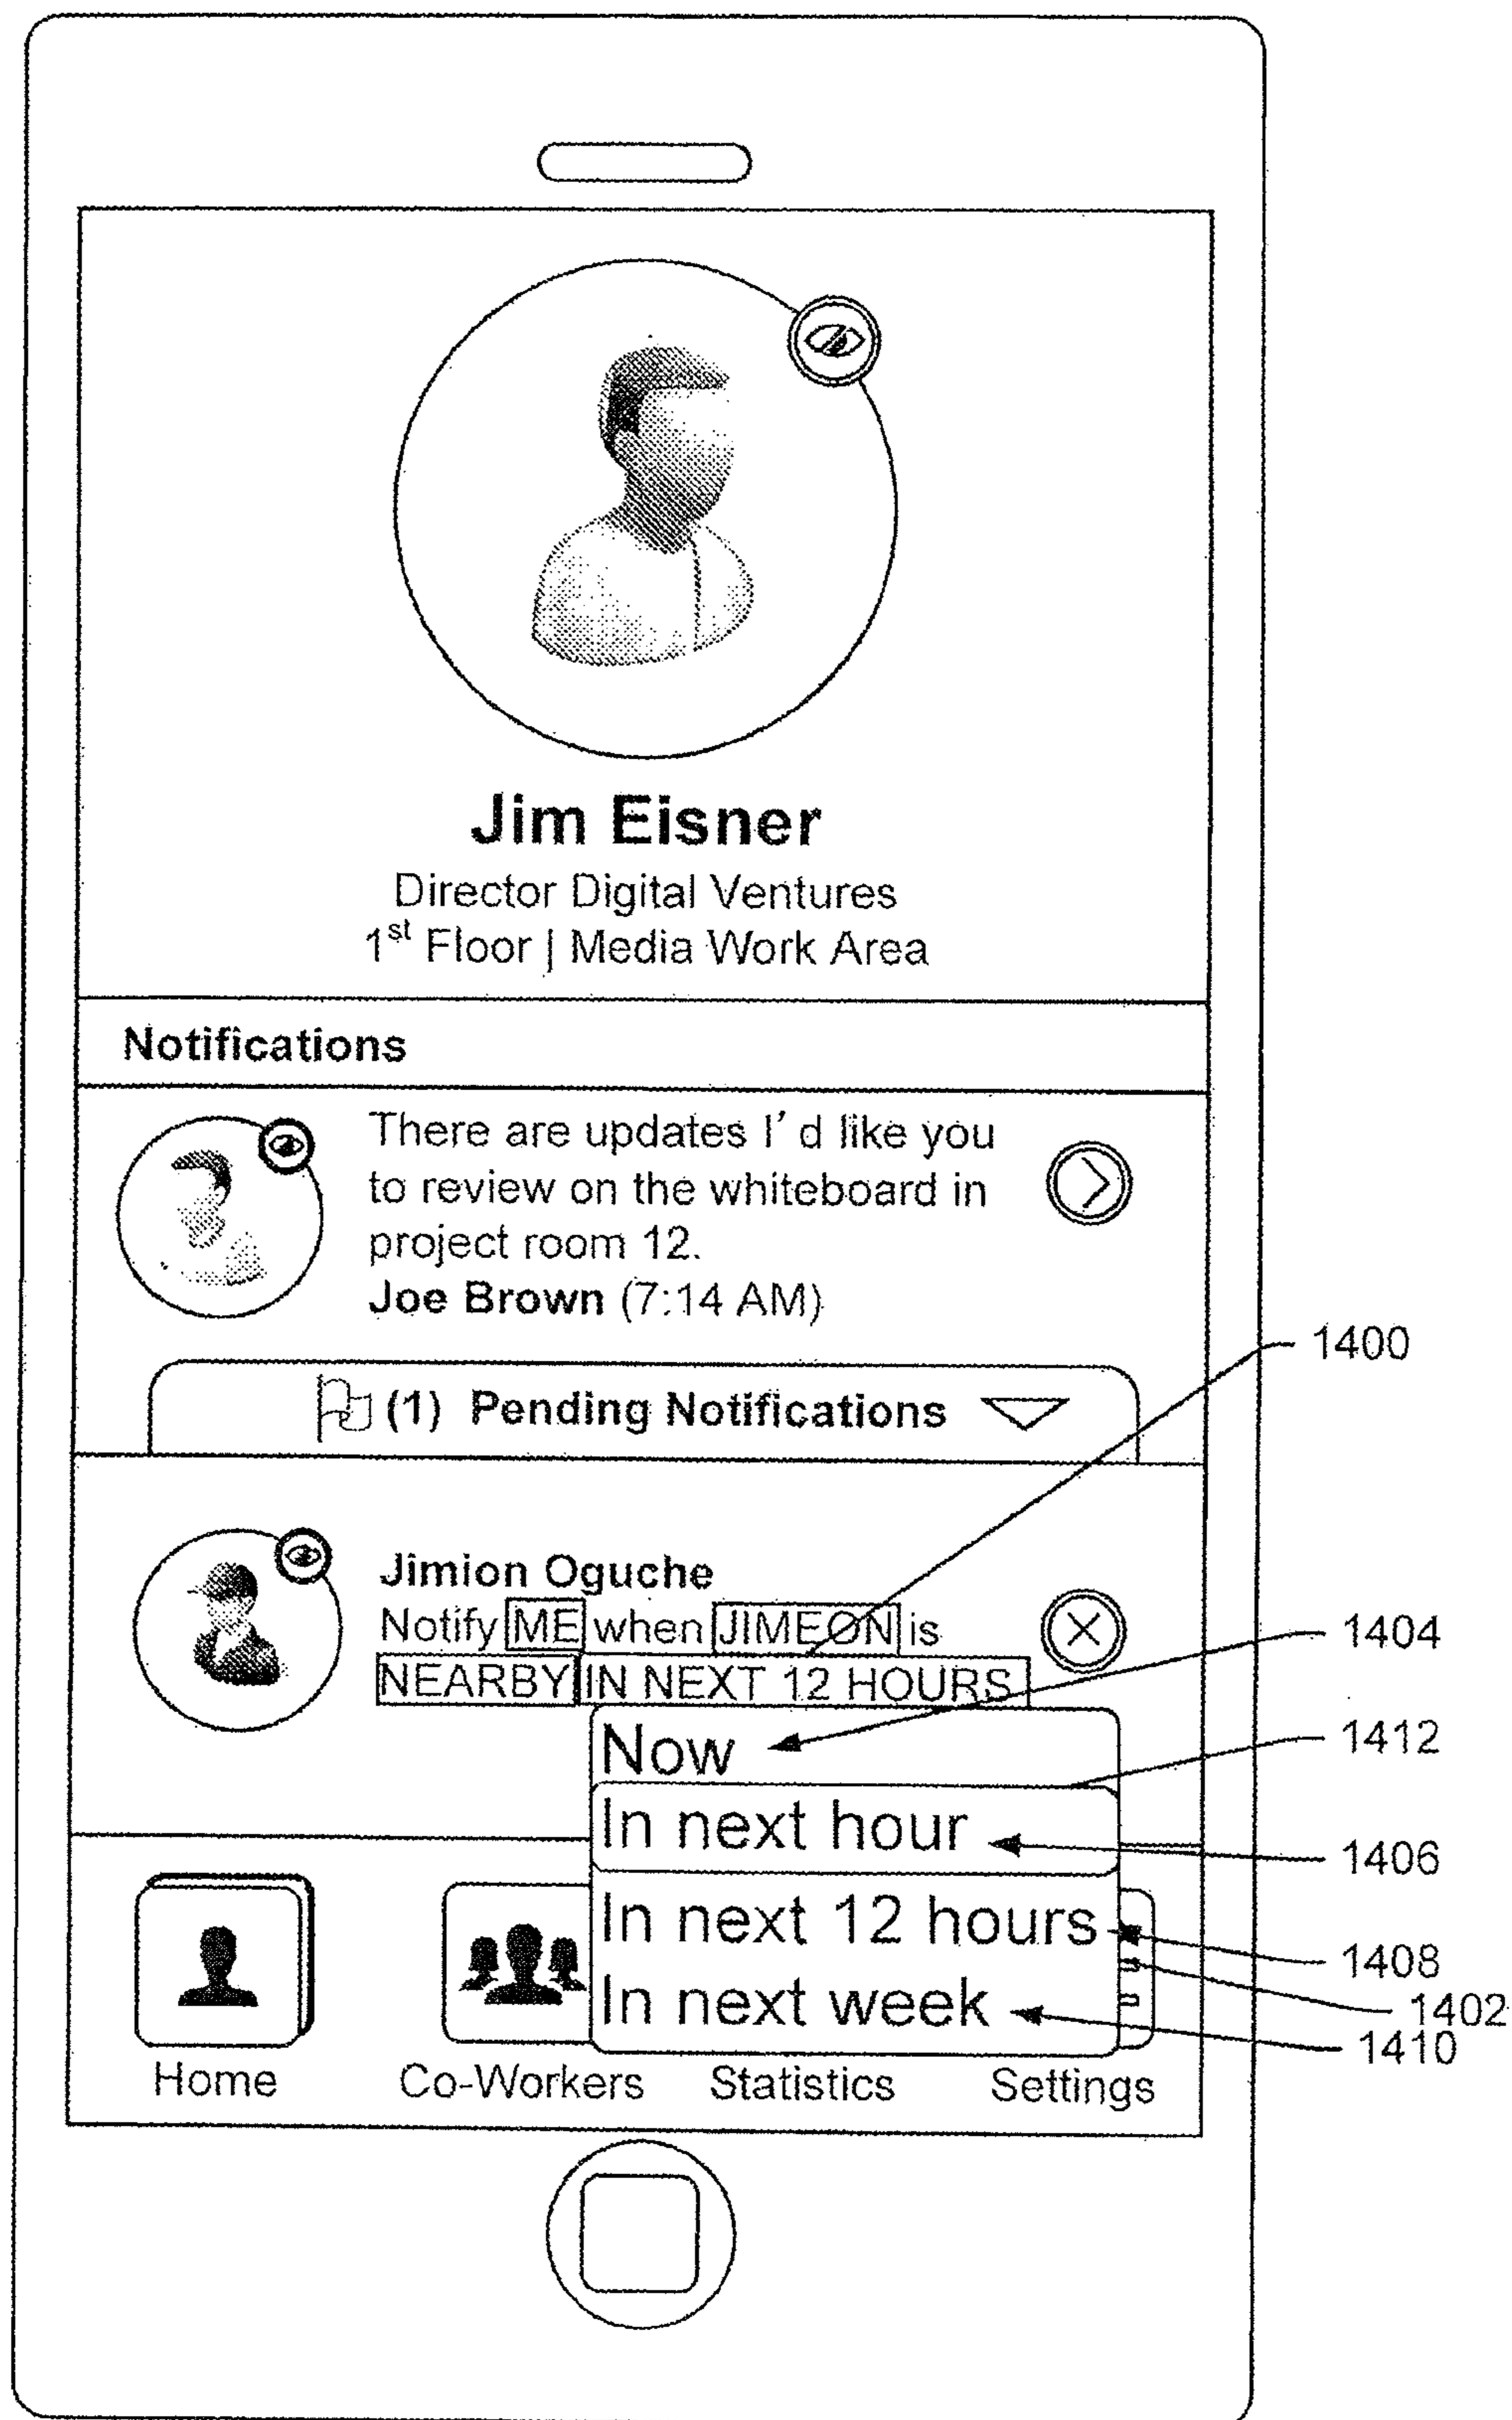 Jim Eisner
Director Digital Ventures
1st Floor | Media Work Area
Notifications
There are updates I' d like you
to review on the whiteboard in
project room 12.
Joe Brown (7:14 AM)
1400
(1) Pending Notifications
Jimion Oguche
Notify ME when JIMEON is
NEARBY IN NEXT 12 HOURS
1404
Now
1412
In next hour
1406
In next 12 hours
1408
In next week
1402
1410
Home
Co-Workers
Statistics
Settings